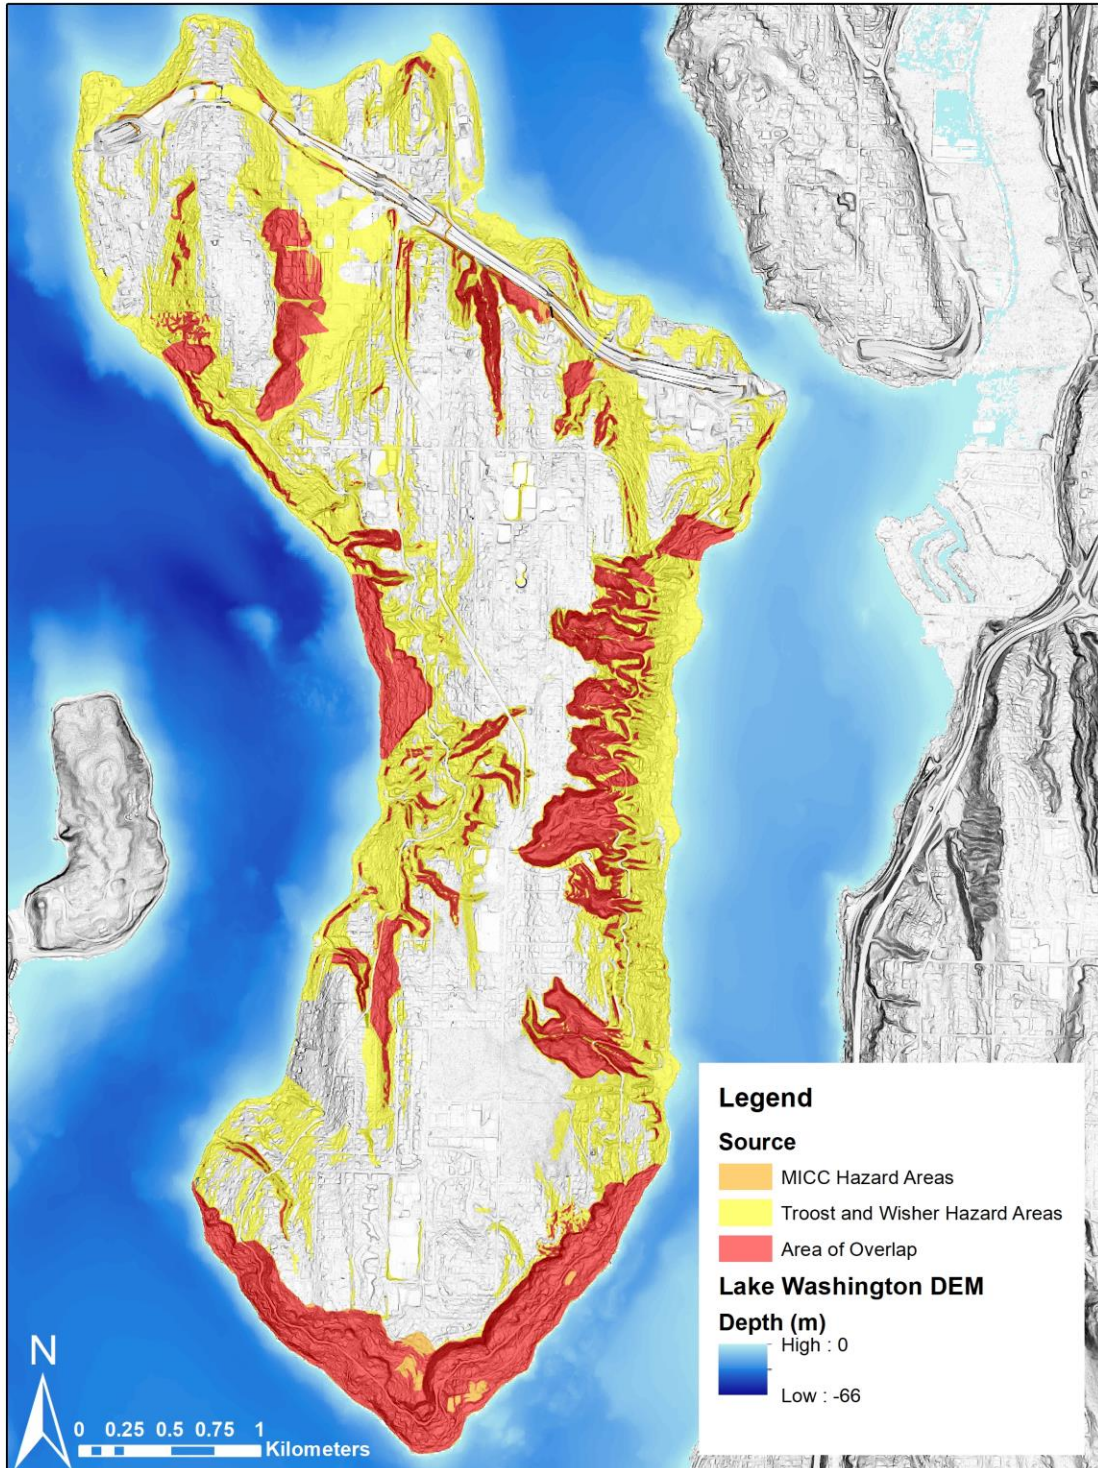 Legend
Source
MICC Hazard Areas
Troost and Wisher Hazard Areas
Area of Overlap
Lake Washington DEM
Depth (m)
High : 0
Low : -66
N
0 0.25 0.5 0.75 1
Kilometers